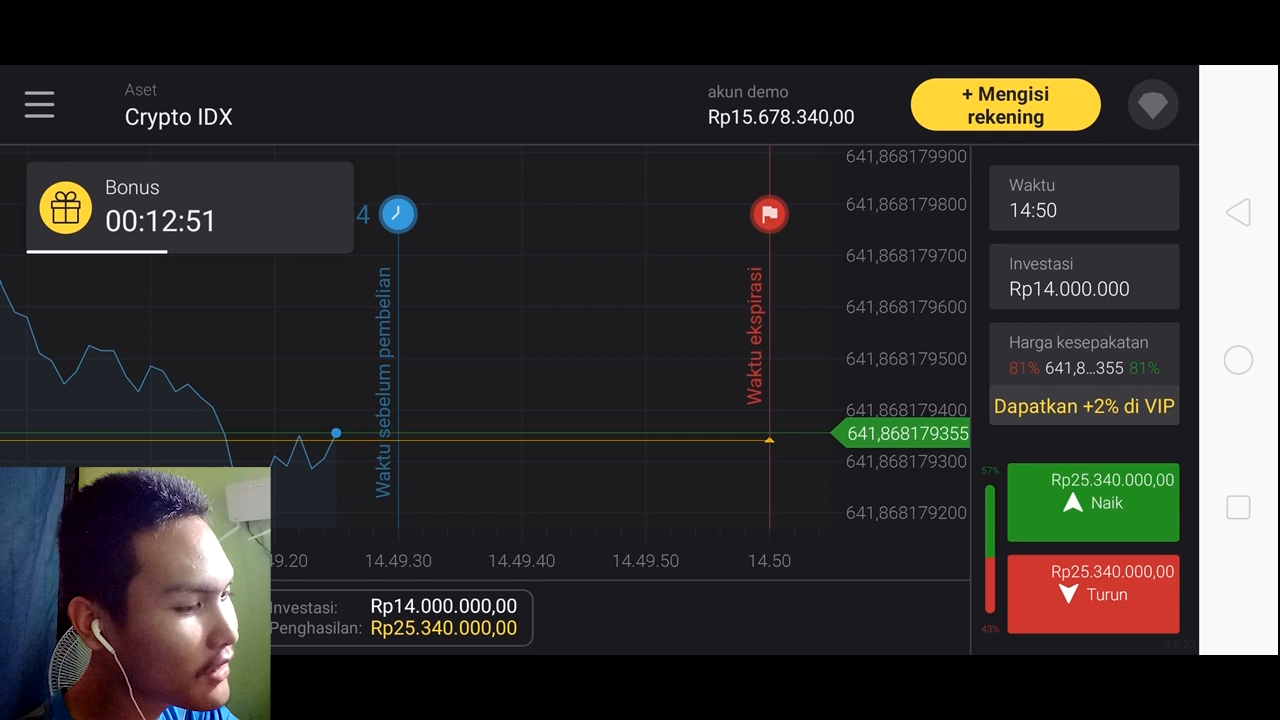 Aset
Crypto IDX
akun demo
Rp15.678.340,00
+ Mengisi
rekening
Bonus
00:12:51
4
Waktu sebelum pembelian
Waktu ekspirasi
641,868179900
641,868179800
641,868179700
641,868179600
641,868179500
641,868179400
641,868179355
641,868179300
641,868179200
49.20
14.49.30
14.49.40
14.49.50
14.50
Investasi: Rp14.000.000,00
Penghasilan: Rp25.340.000,00
Waktu
14:50
Investasi
Rp14.000.000
Harga kesepakatan
81% 641,8...355 81%
Dapatkan +2% di VIP
57%
Rp25.340.000,00
Naik
Rp25.340.000,00
Turun
43%